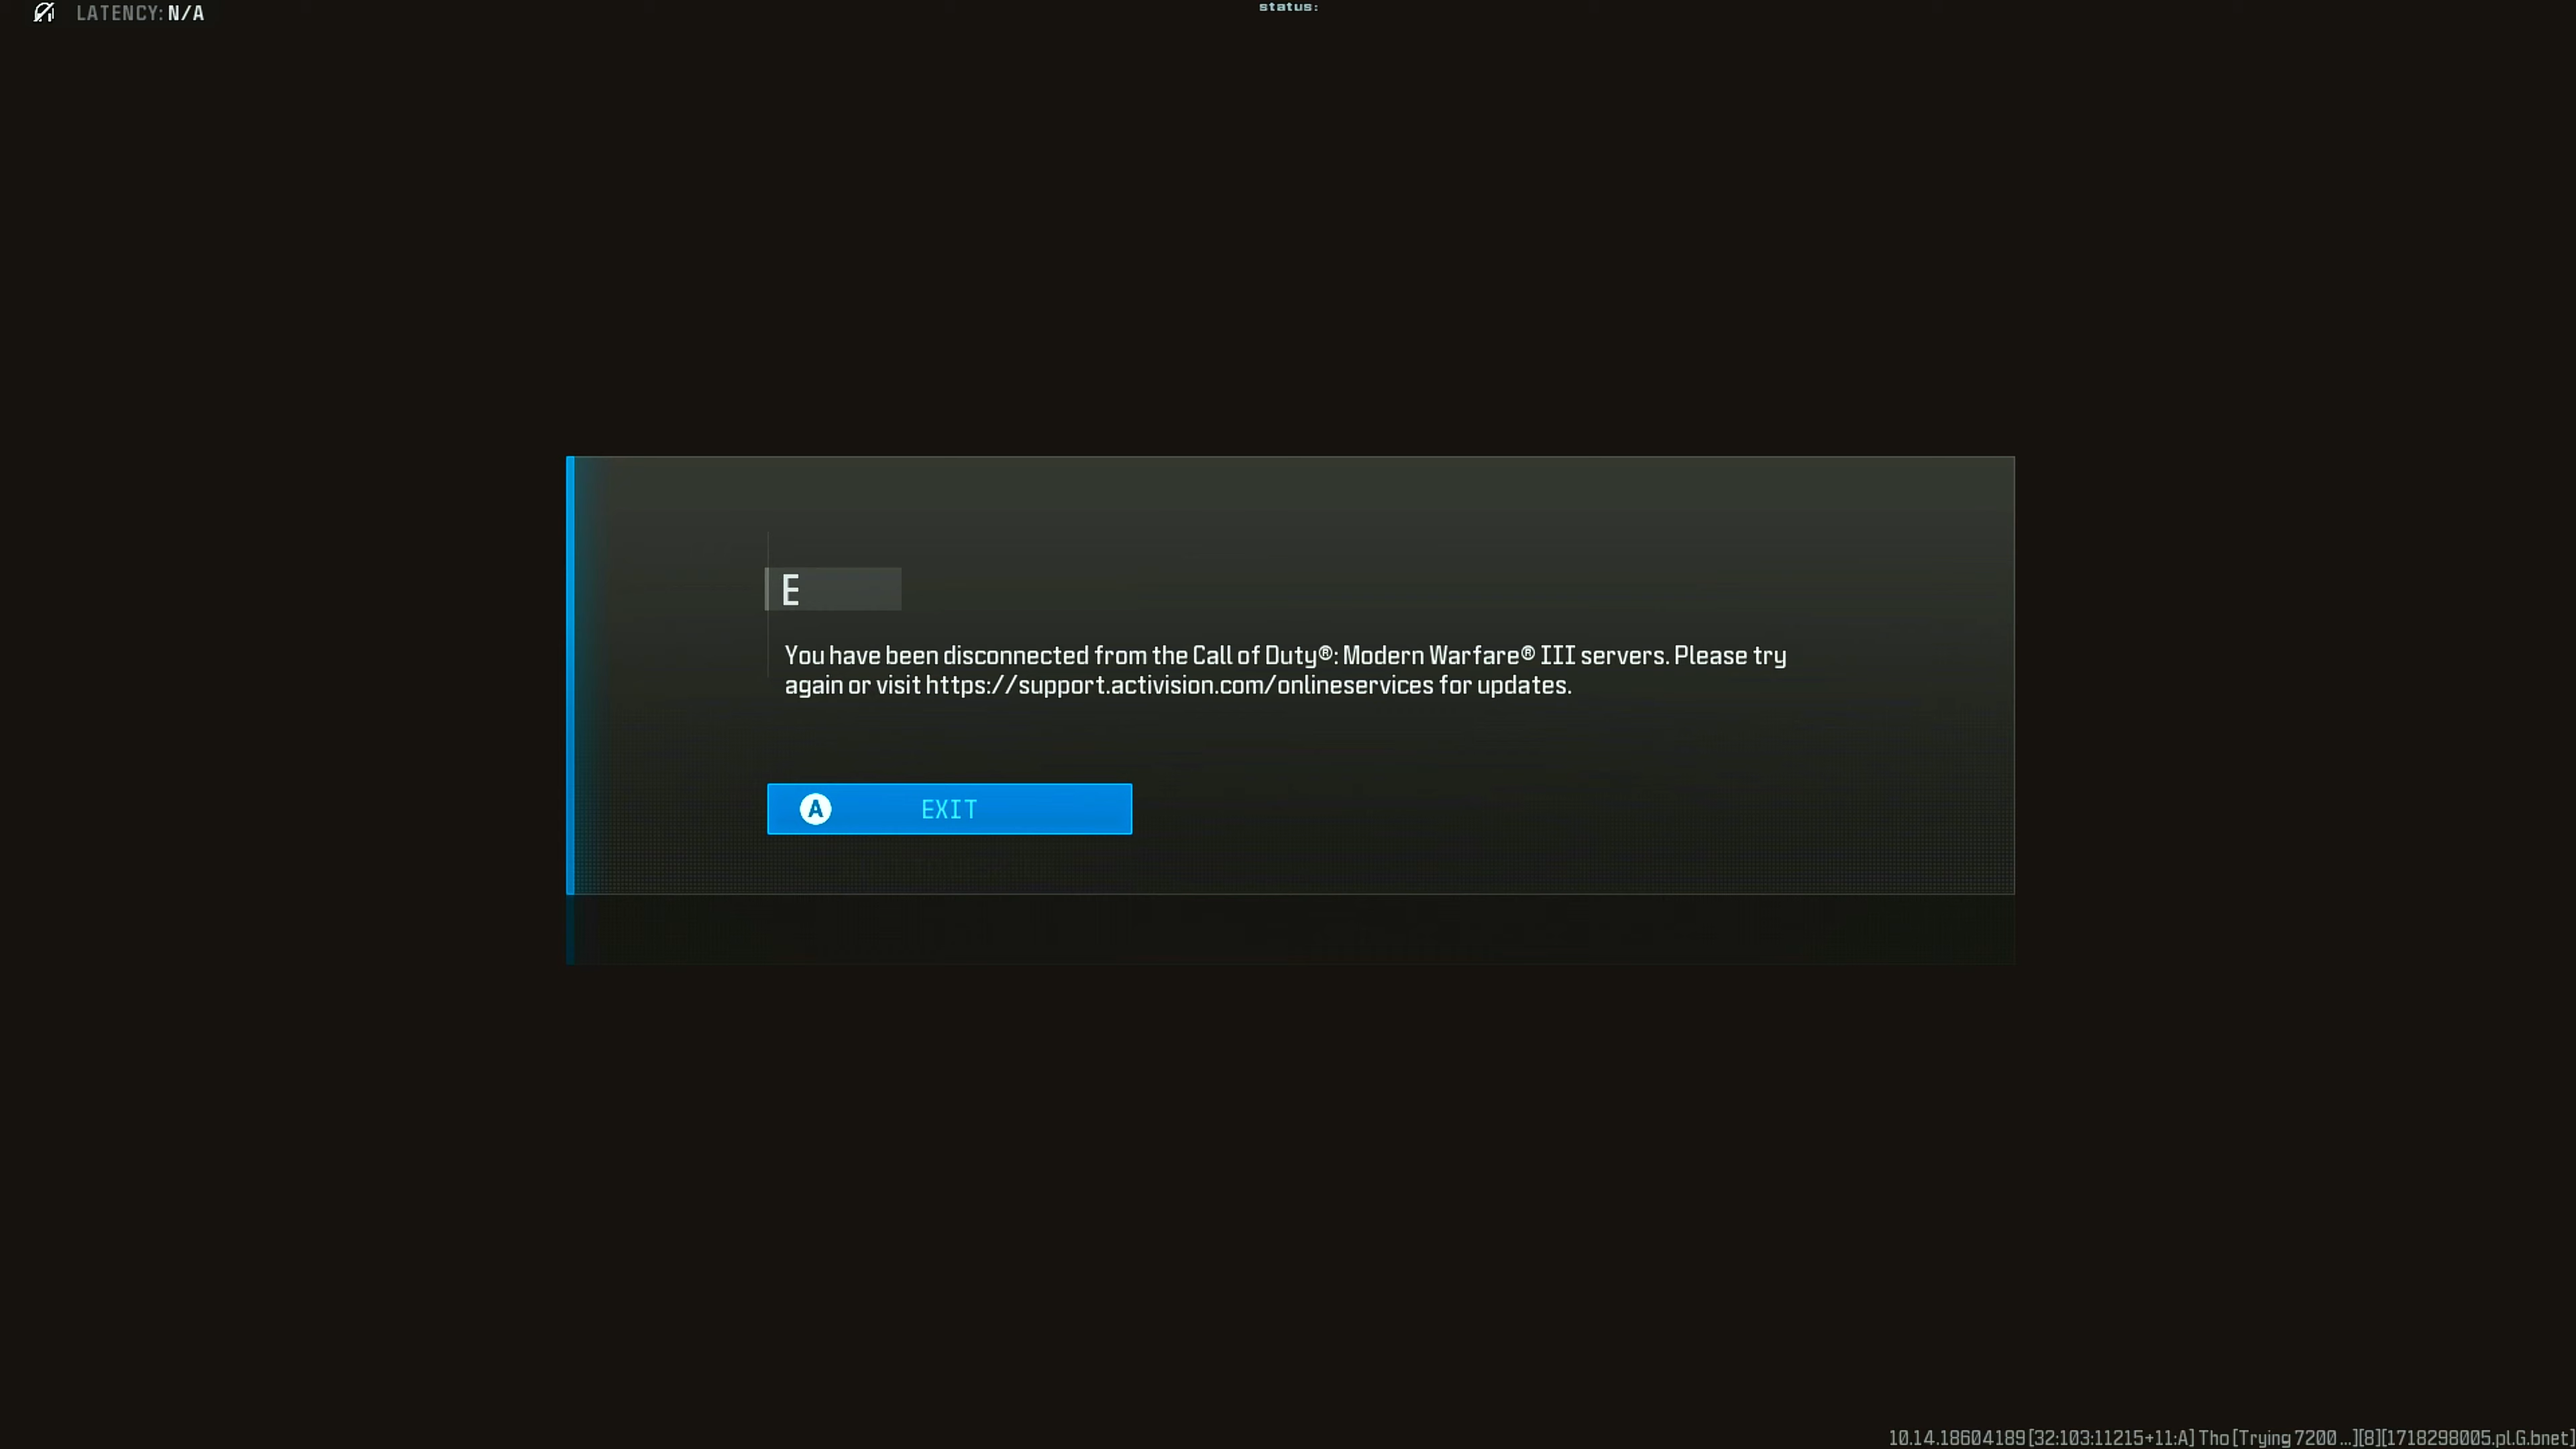 LATENCY: N/A
status:
E
You have been disconnected from the Call of Duty®: Modern Warfare® III servers. Please try
again or visit https://support.activision.com/onlineservices for updates.
A EXIT
10.14.18604189 [32:103:11215+11:A] Tho [Trying 7200 ...][8][1718298005.pl.G.bnet]